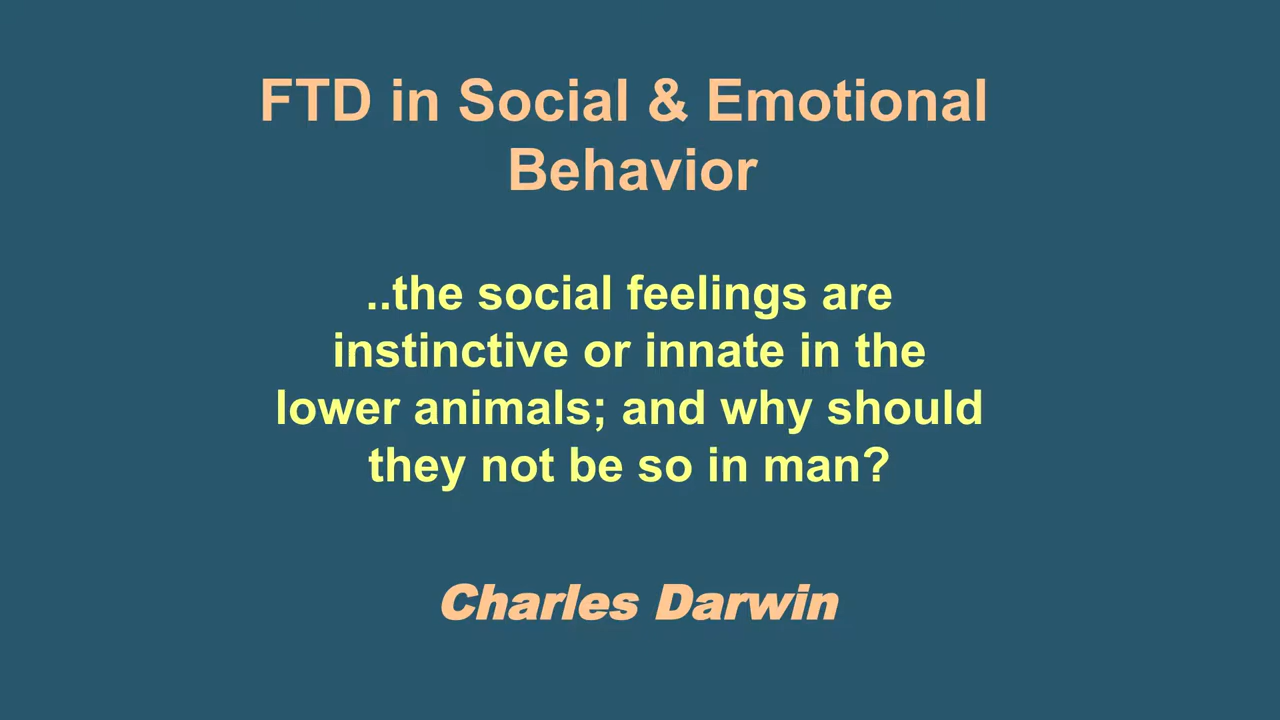 FTD in Social & Emotional
Behavior
..the social feelings are
instinctive or innate in the
lower animals; and why should
they not be so in man?
Charles Darwin